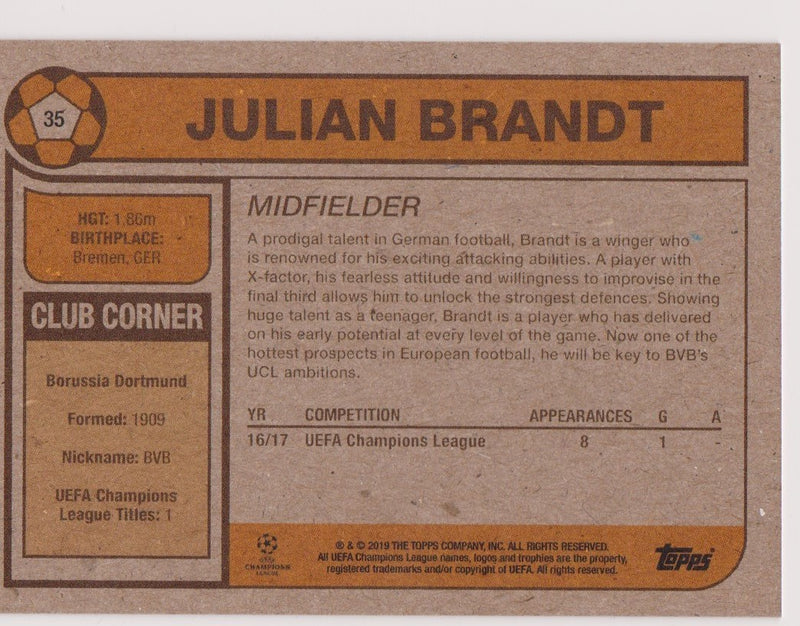 35
JULIAN BRANDT
HGT: 1.86m
BIRTHPLACE:
Bremen, GER
CLUB CORNER
Borussia Dortmund
Formed: 1909
Nickname: BVB
UEFA Champions
League Titles: 1
MIDFIELDER
A prodigal talent in German football, Brandt is a winger who
is renowned for his exciting attacking abilities. A player with
X-factor, his fearless attitude and willingness to improvise in the
final third allows him to unlock the strongest defences. Showing
huge talent as a teenager, Brandt is a player who has delivered
on his early potential at every level of the game. Now one of the
hottest prospects in European football, he will be key to BVB's
UCL ambitions.
YR COMPETITION APPEARANCES G A
16/17 UEFA Champions League 8 1 -
UEFA
CHAMPIONS
LEAGUE
® & © 2019 THE TOPPS COMPANY, INC. ALL RIGHTS RESERVED.
All UEFA Champions League names, logos and trophies are the property,
registered trademarks and/or copyright of UEFA. All rights reserved.
topps